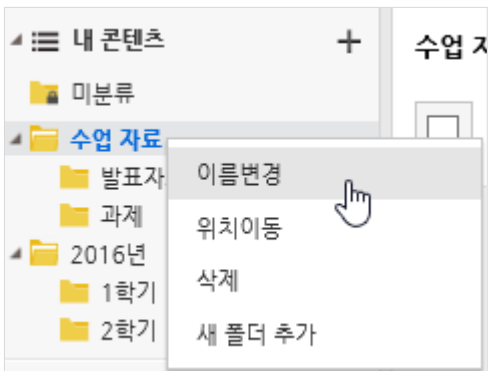 내 콘텐츠
수업 자
미분류
수업 자료
발표자
과제
2016년
1학기
2학기
이름변경
위치이동
삭제
새 폴더 추가